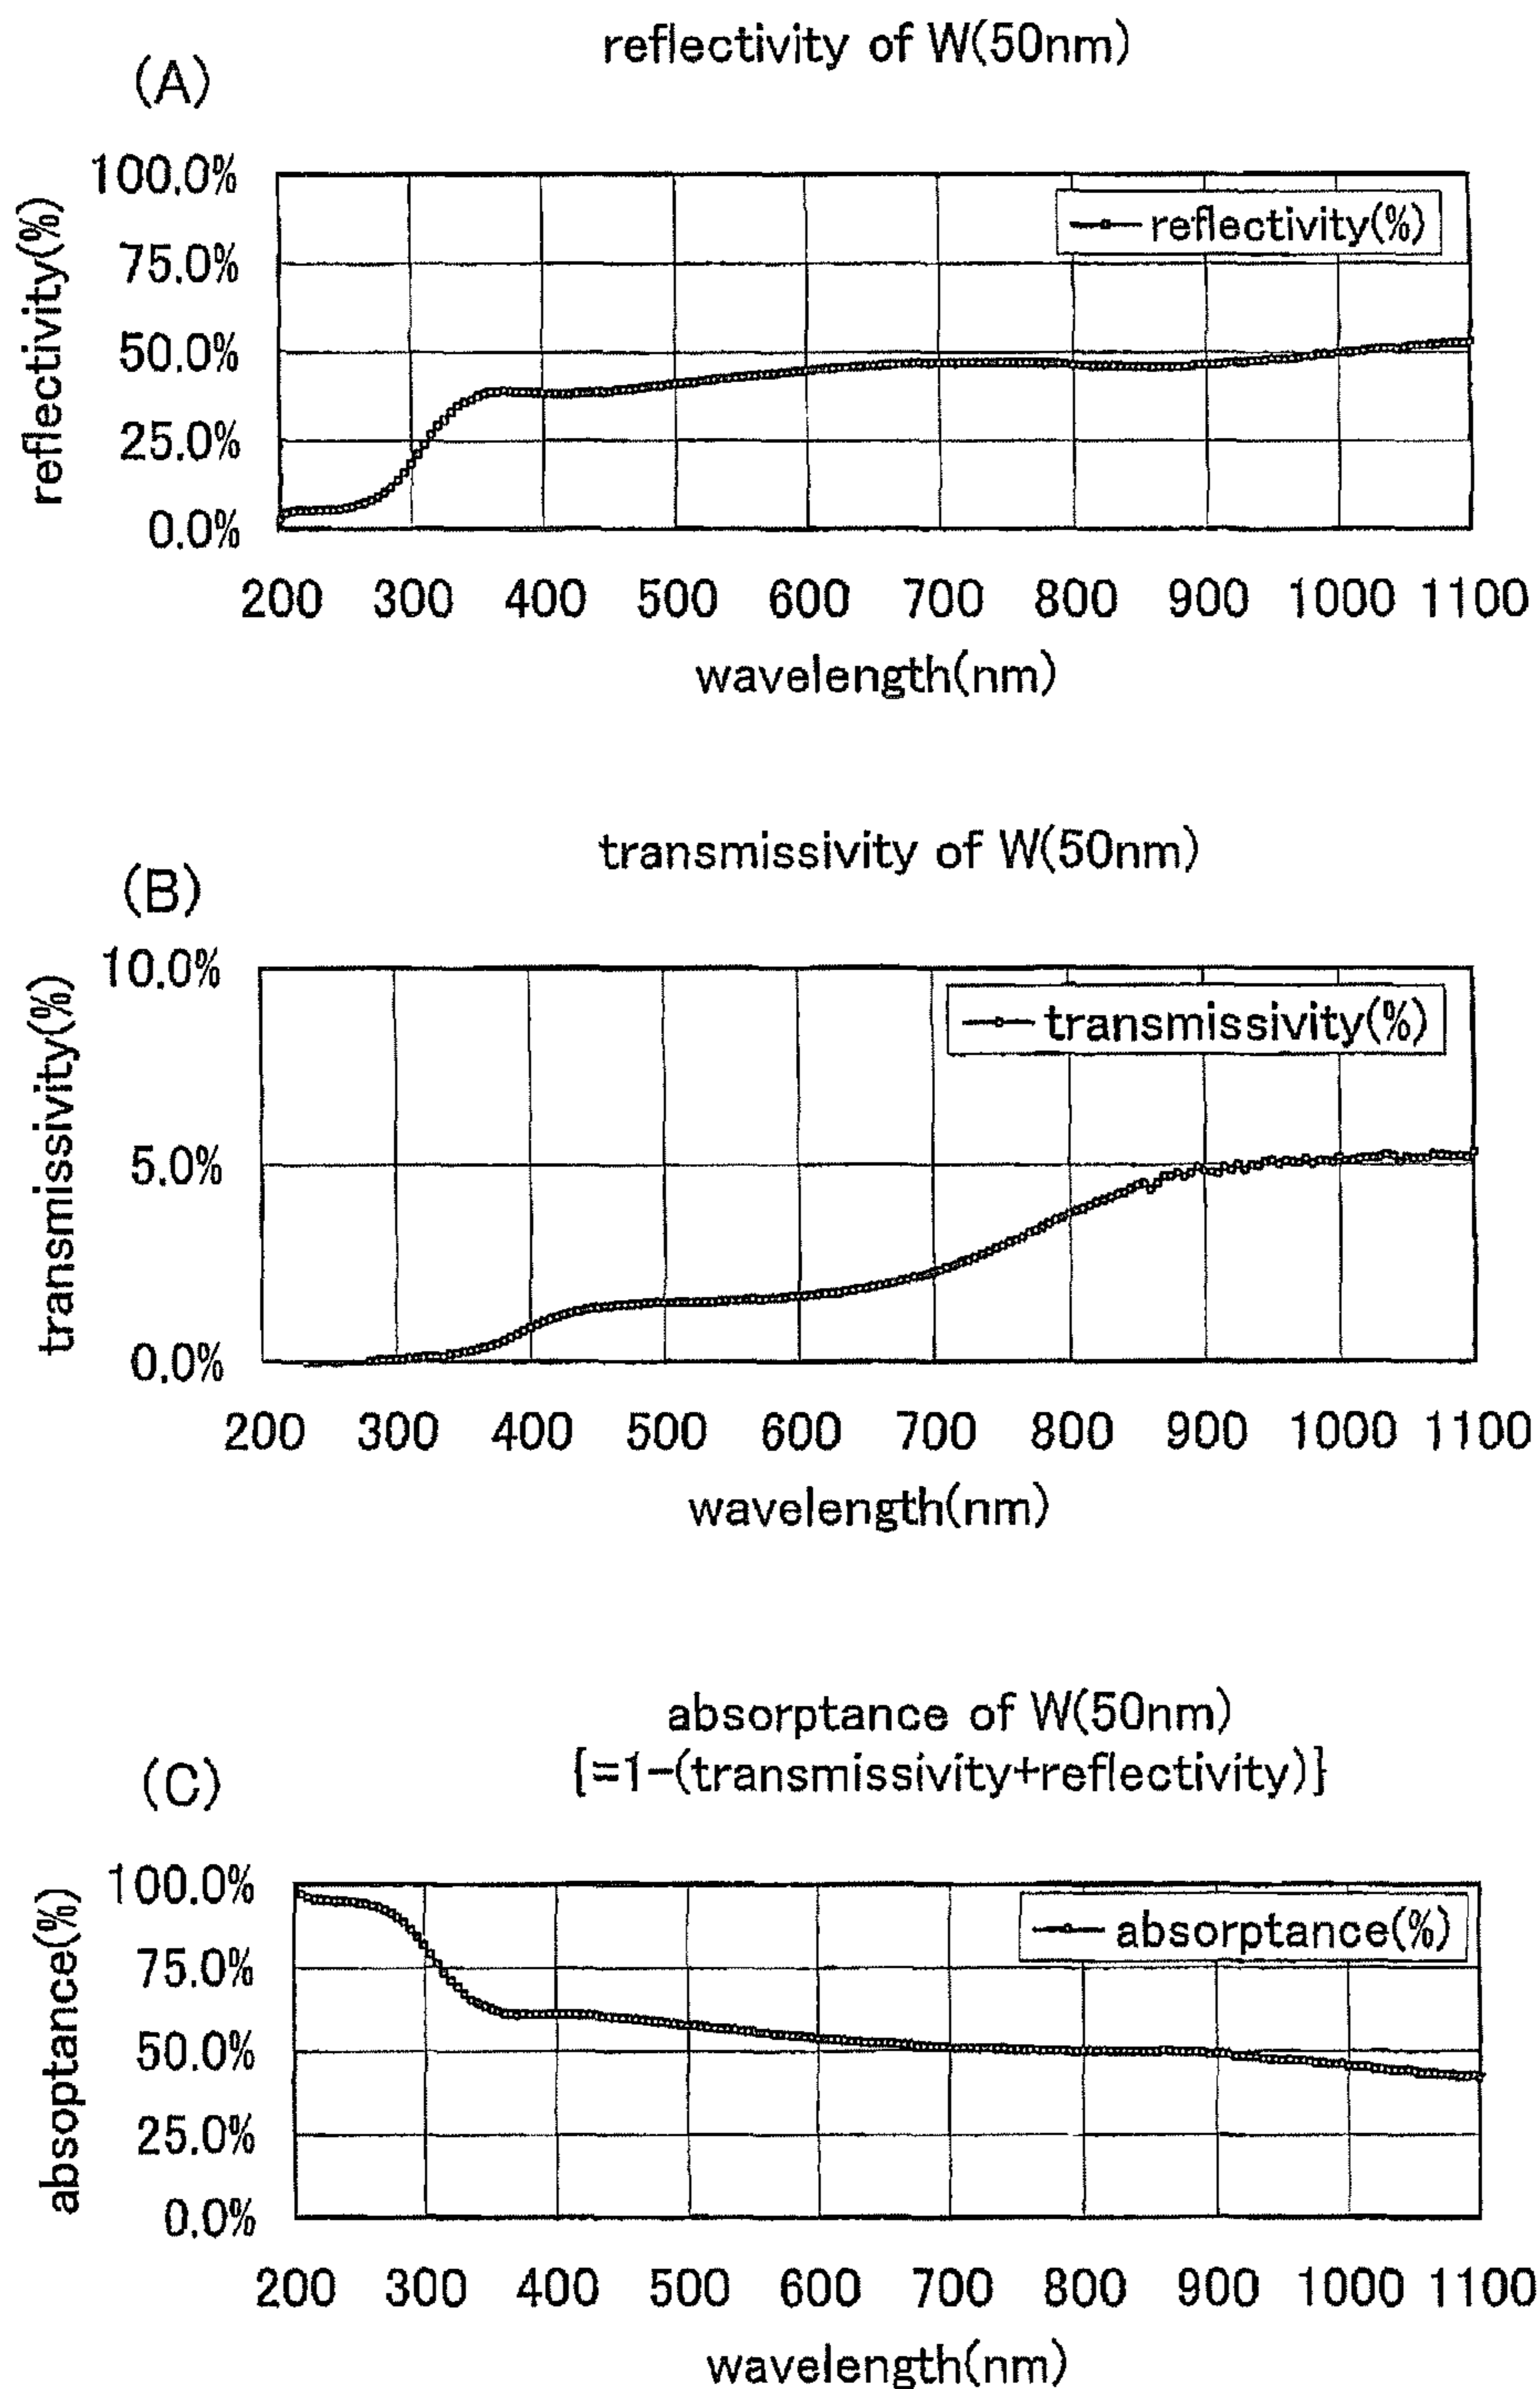 reflectivity of W(50nm)
(A)
100.0%
75.0%
50.0%
25.0%
0.0%
reflectivity(%)
reflectivity(%)
200 300 400 500 600 700 800 900 1000 1100
wavelength(nm)
transmissivity of W(50nm)
(B)
10.0%
5.0%
0.0%
transmissivity(%)
transmissivity(%)
200 300 400 500 600 700 800 900 1000 1100
wavelength(nm)
absorptance of W(50nm)
{=1-(transmissivity+reflectivity)}
(C)
100.0%
75.0%
50.0%
25.0%
0.0%
absoptance(%)
absorptance(%)
200 300 400 500 600 700 800 900 1000 1100
wavelength(nm)